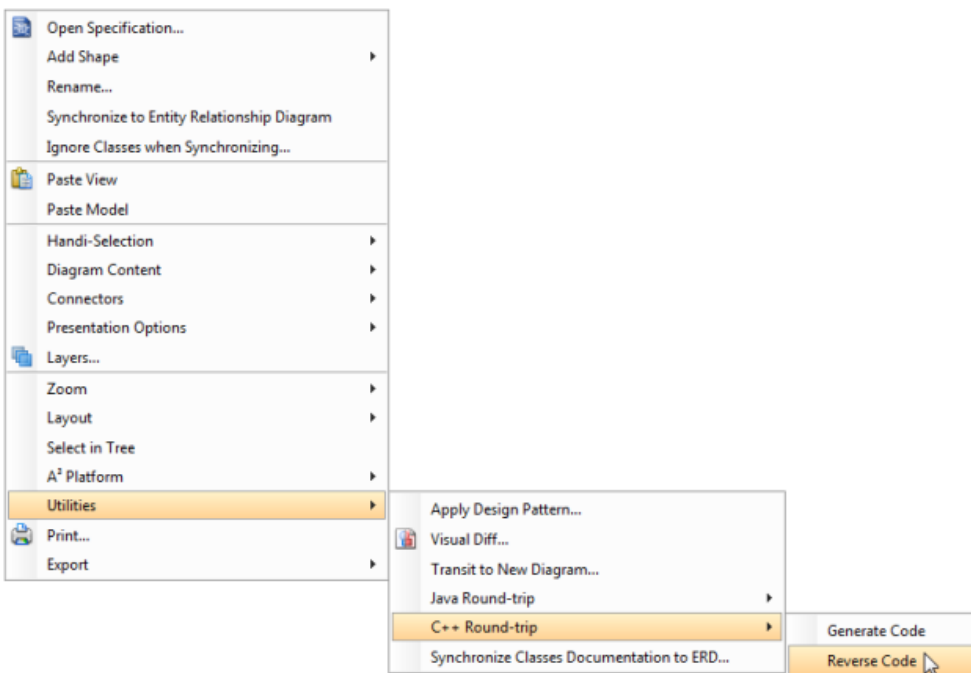 Open Specification...
Add Shape
Rename...
Synchronize to Entity Relationship Diagram
Ignore Classes when Synchronizing...
Paste View
Paste Model
Handi-Selection
Diagram Content
Connectors
Presentation Options
Layers...
Zoom
Layout
Select in Tree
A² Platform
Utilities
Print...
Export
Apply Design Pattern...
Visual Diff...
Transit to New Diagram...
Java Round-trip
C++ Round-trip
Synchronize Classes Documentation to ERD...
Generate Code
Reverse Code